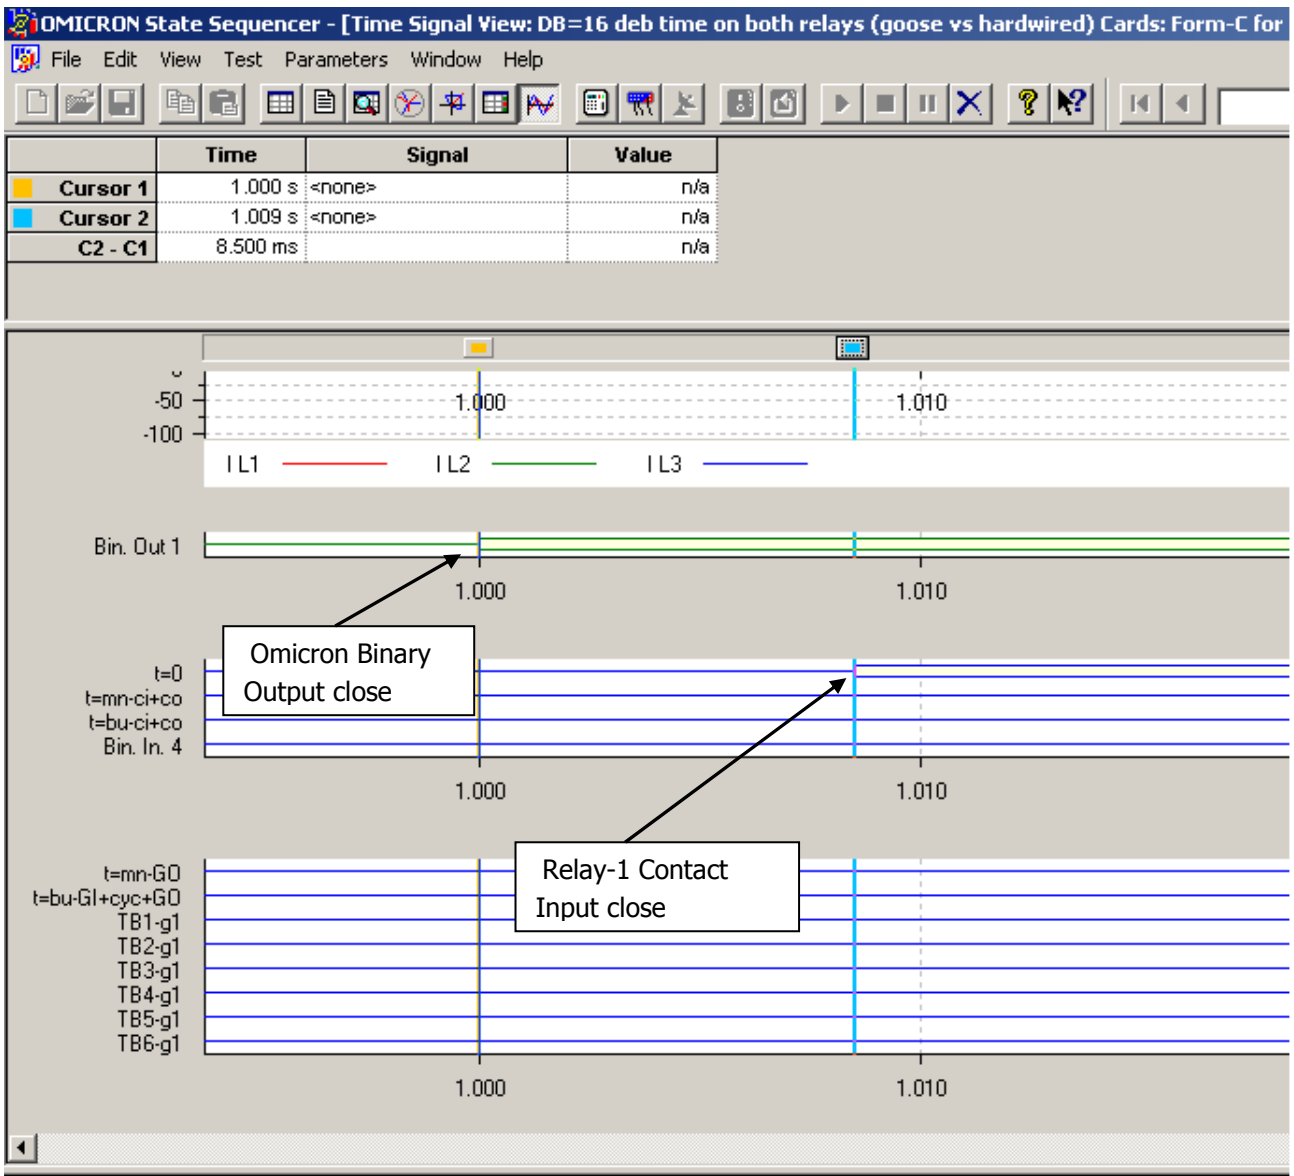 OMICRON State Sequencer - [Time Signal View: DB=16 deb time on both relays (goose vs hardwired) Cards: Form-C for
File Edit View Test Parameters Window Help
Time Signal Value
Cursor 1 1.000 s <none> n/a
Cursor 2 1.009 s <none> n/a
C2 - C1 8.500 ms n/a
-50
1.000 1.010
-100
I L1 I L2 I L3
Bin. Out 1
1.000 1.010
Omicron Binary
Output close
t=0
t=mn-ci+co
t=bu-ci+co
Bin. In. 4
1.000 1.010
Relay-1 Contact
Input close
t=mn-GO
t=bu-GI+cyc+GO
TB1-g1
TB2-g1
TB3-g1
TB4-g1
TB5-g1
TB6-g1
1.000 1.010